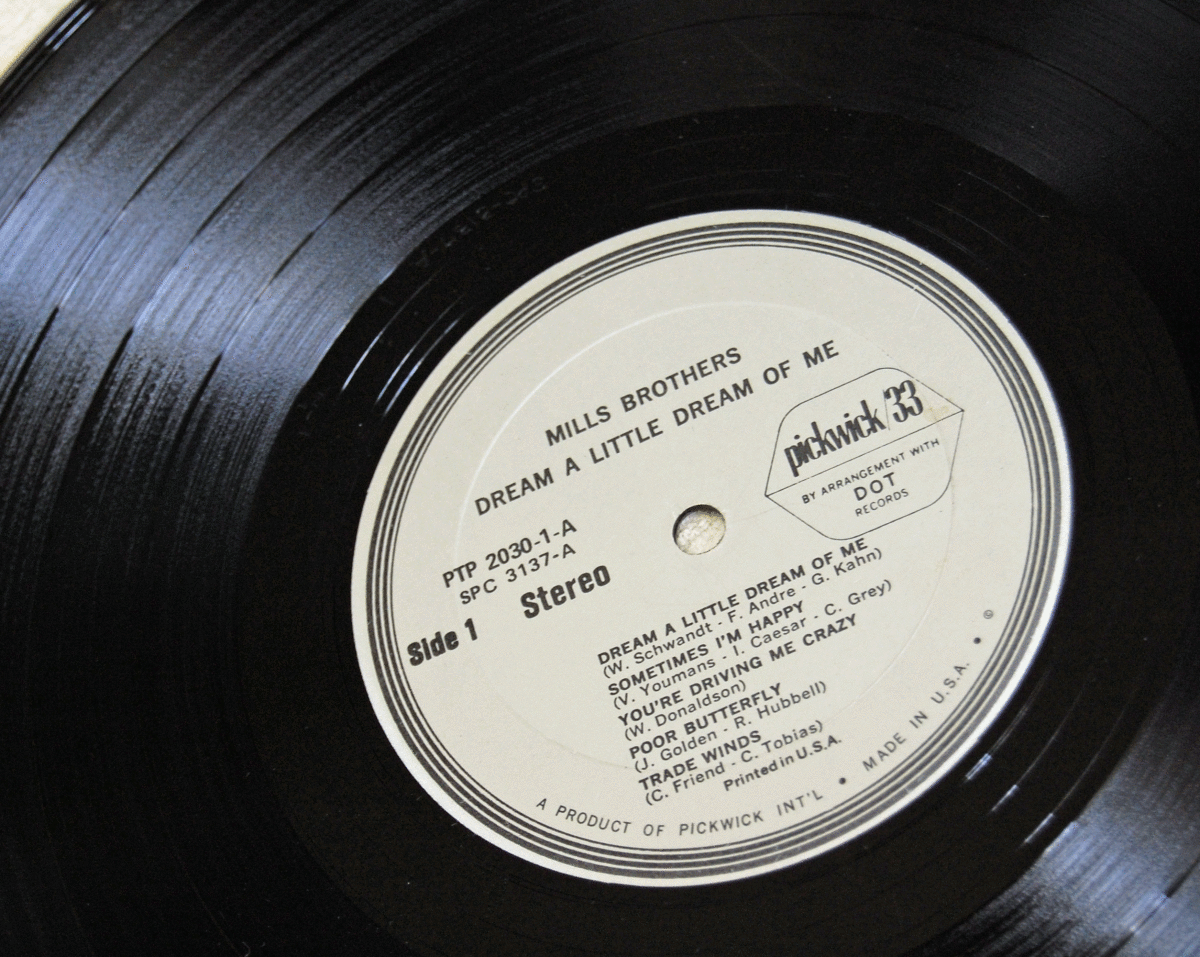 MILLS BROTHERS
DREAM A LITTLE DREAM OF ME
pickwick/33
BY ARRANGEMENT WITH
DOT
RECORDS
PTP 2030-1-A
SPC 3137-A
Side 1 Stereo
DREAM A LITTLE DREAM OF ME
(W. Schwandt - F. Andre - G. Kahn)
SOMETIMES I'M HAPPY
(V. Youmans - I. Caesar - C. Grey)
YOU'RE DRIVING ME CRAZY
(W. Donaldson)
POOR BUTTERFLY
(J. Golden - R. Hubbell)
TRADE WINDS
(C. Friend - C. Tobias)
Printed in U.S.A.
A PRODUCT OF PICKWICK INT'L • MADE IN U.S.A. •